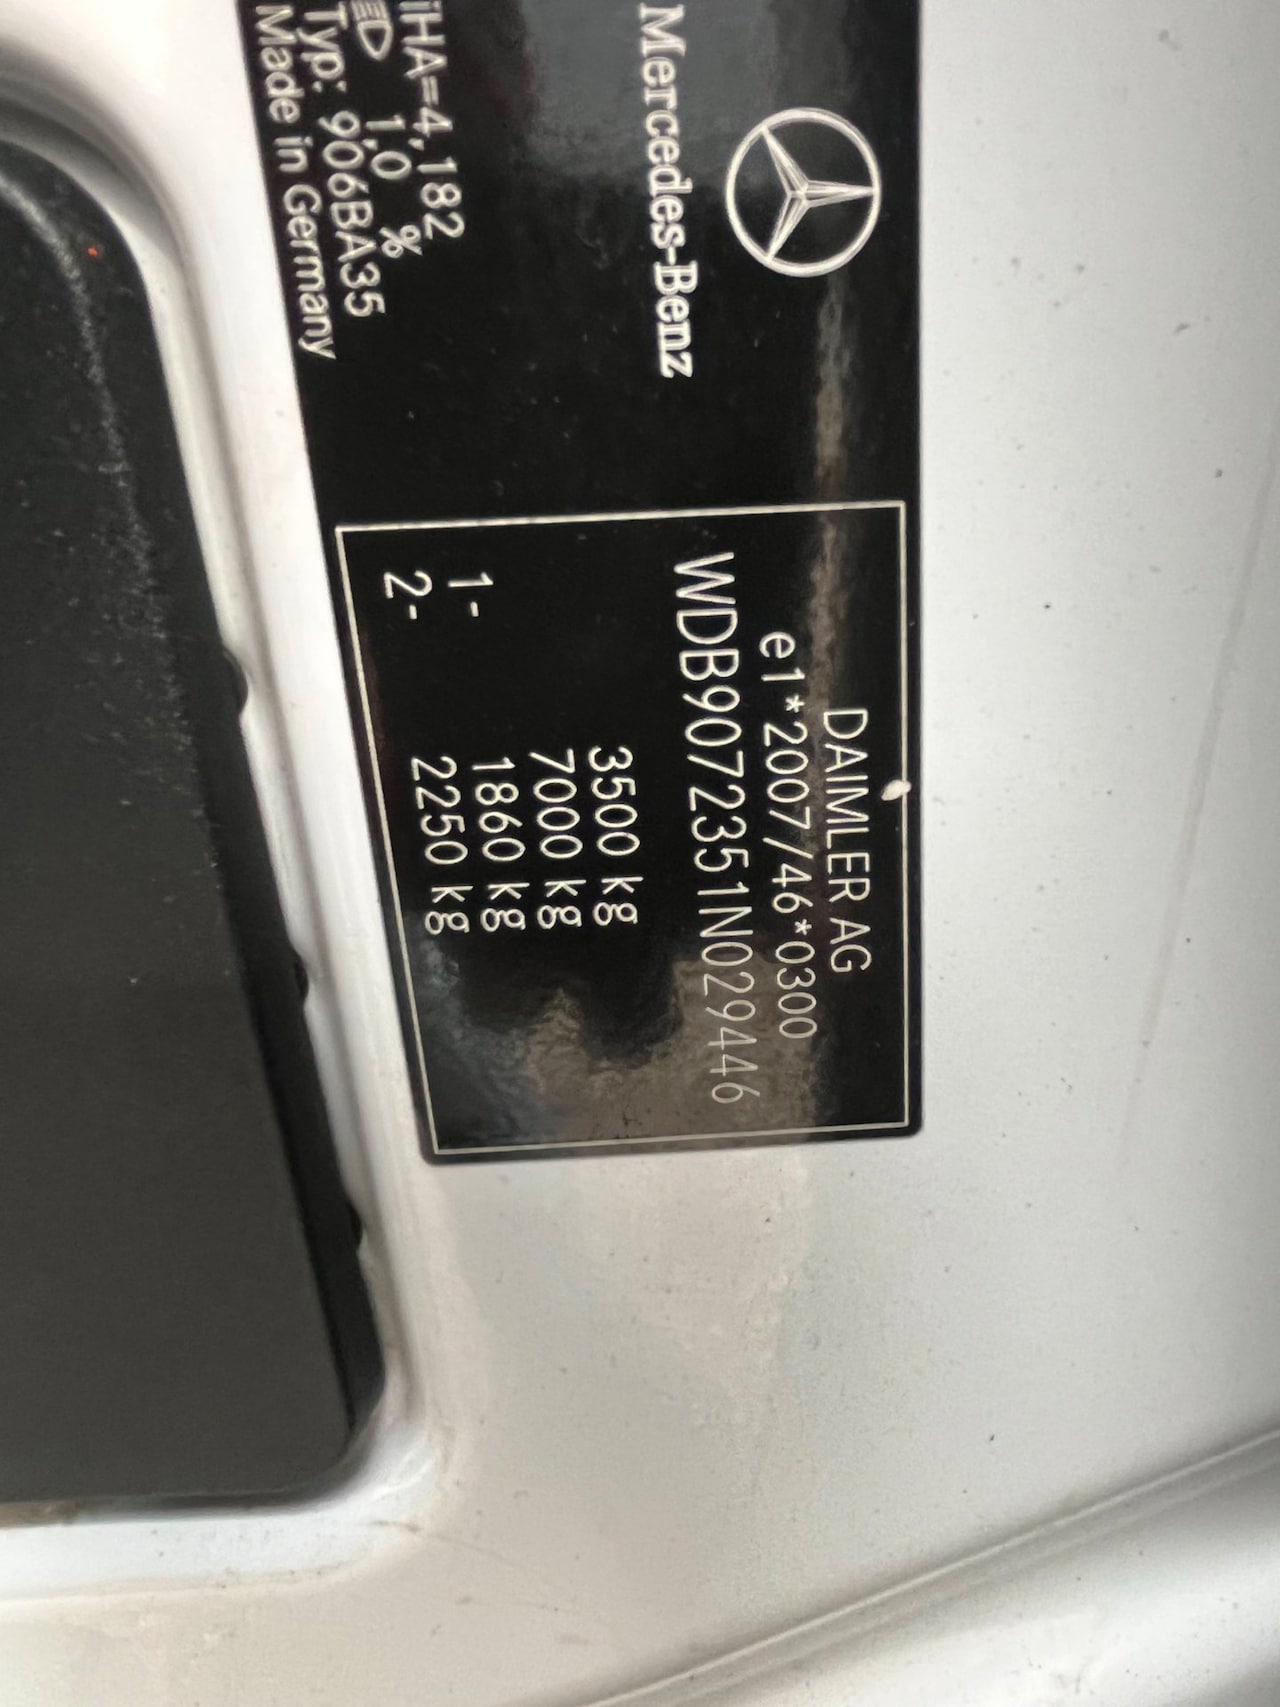 Mercedes-Benz
iHA=4,182
1,0 %
Typ: 906BA35
Made in Germany
DAIMLER AG
e1*2007/46*0300
WDB9072351N029446
3500 kg
7000 kg
1- 1860 kg
2- 2250 kg